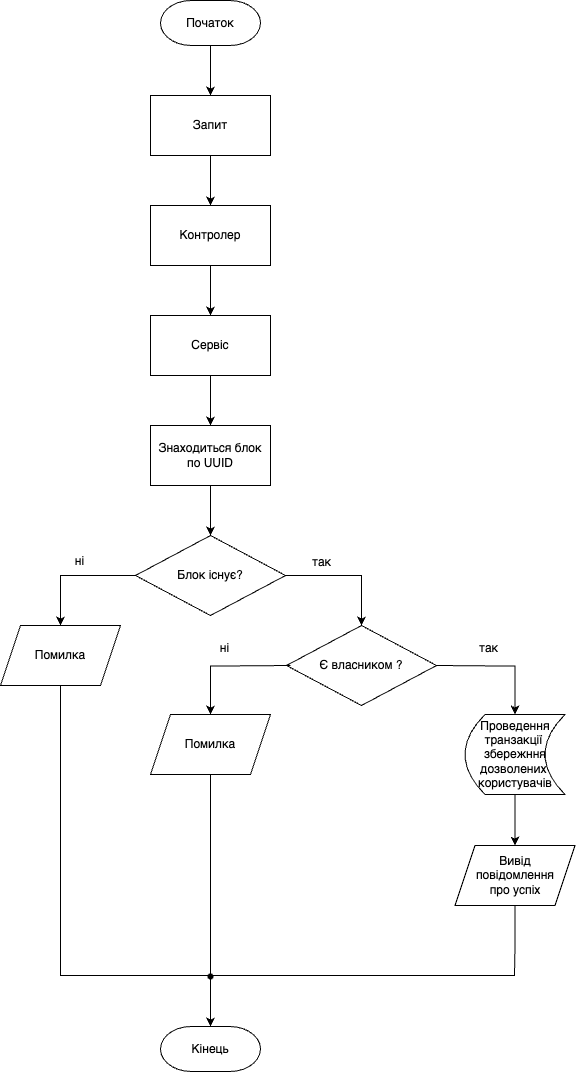 Початок
Запит
Контролер
Сервіс
Знаходиться блок
по UUID
ні
Блок існує?
так
Помилка
ні
Є власником ?
так
Помилка
Проведення
транзакції
збережння
дозволених
користувачів
Вивід
повідомлення
про успіх
Кінець